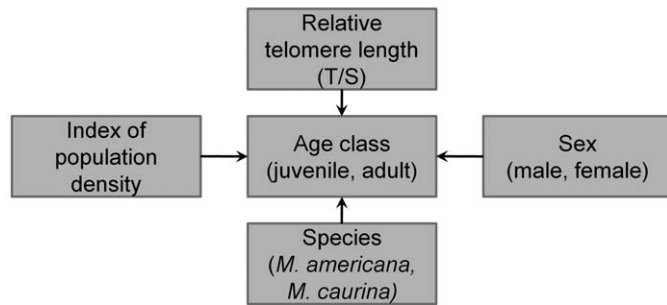 Relative
telomere length
(T/S)
Index of
population
density
Age class
(juvenile, adult)
Sex
(male, female)
Species
(M. americana,
M. caurina)